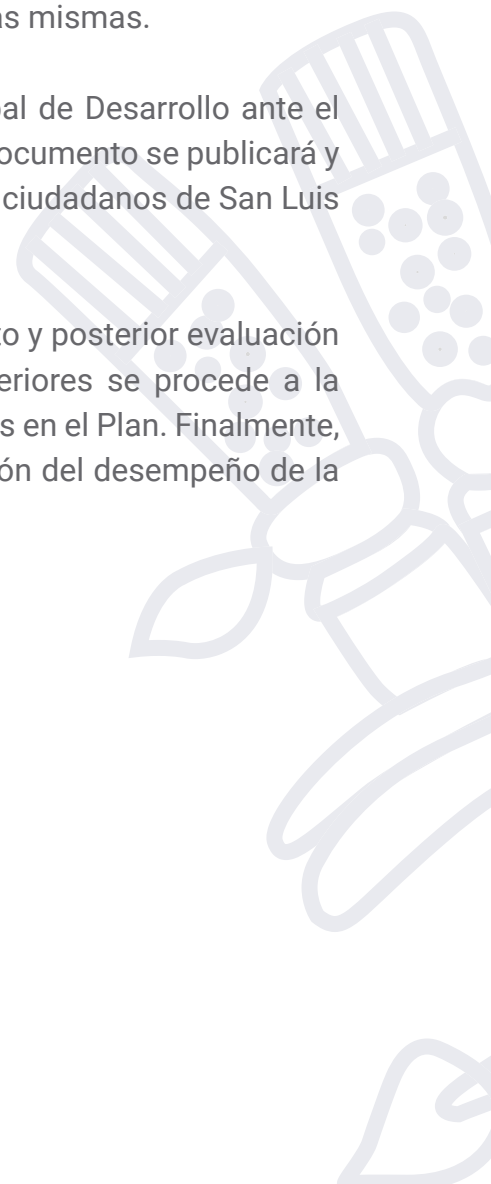 as mismas.
al de Desarrollo ante el
ocumento se publicará y
ciudadanos de San Luis
o y posterior evaluación
eriores se procede a la
s en el Plan. Finalmente,
ón del desempeño de la